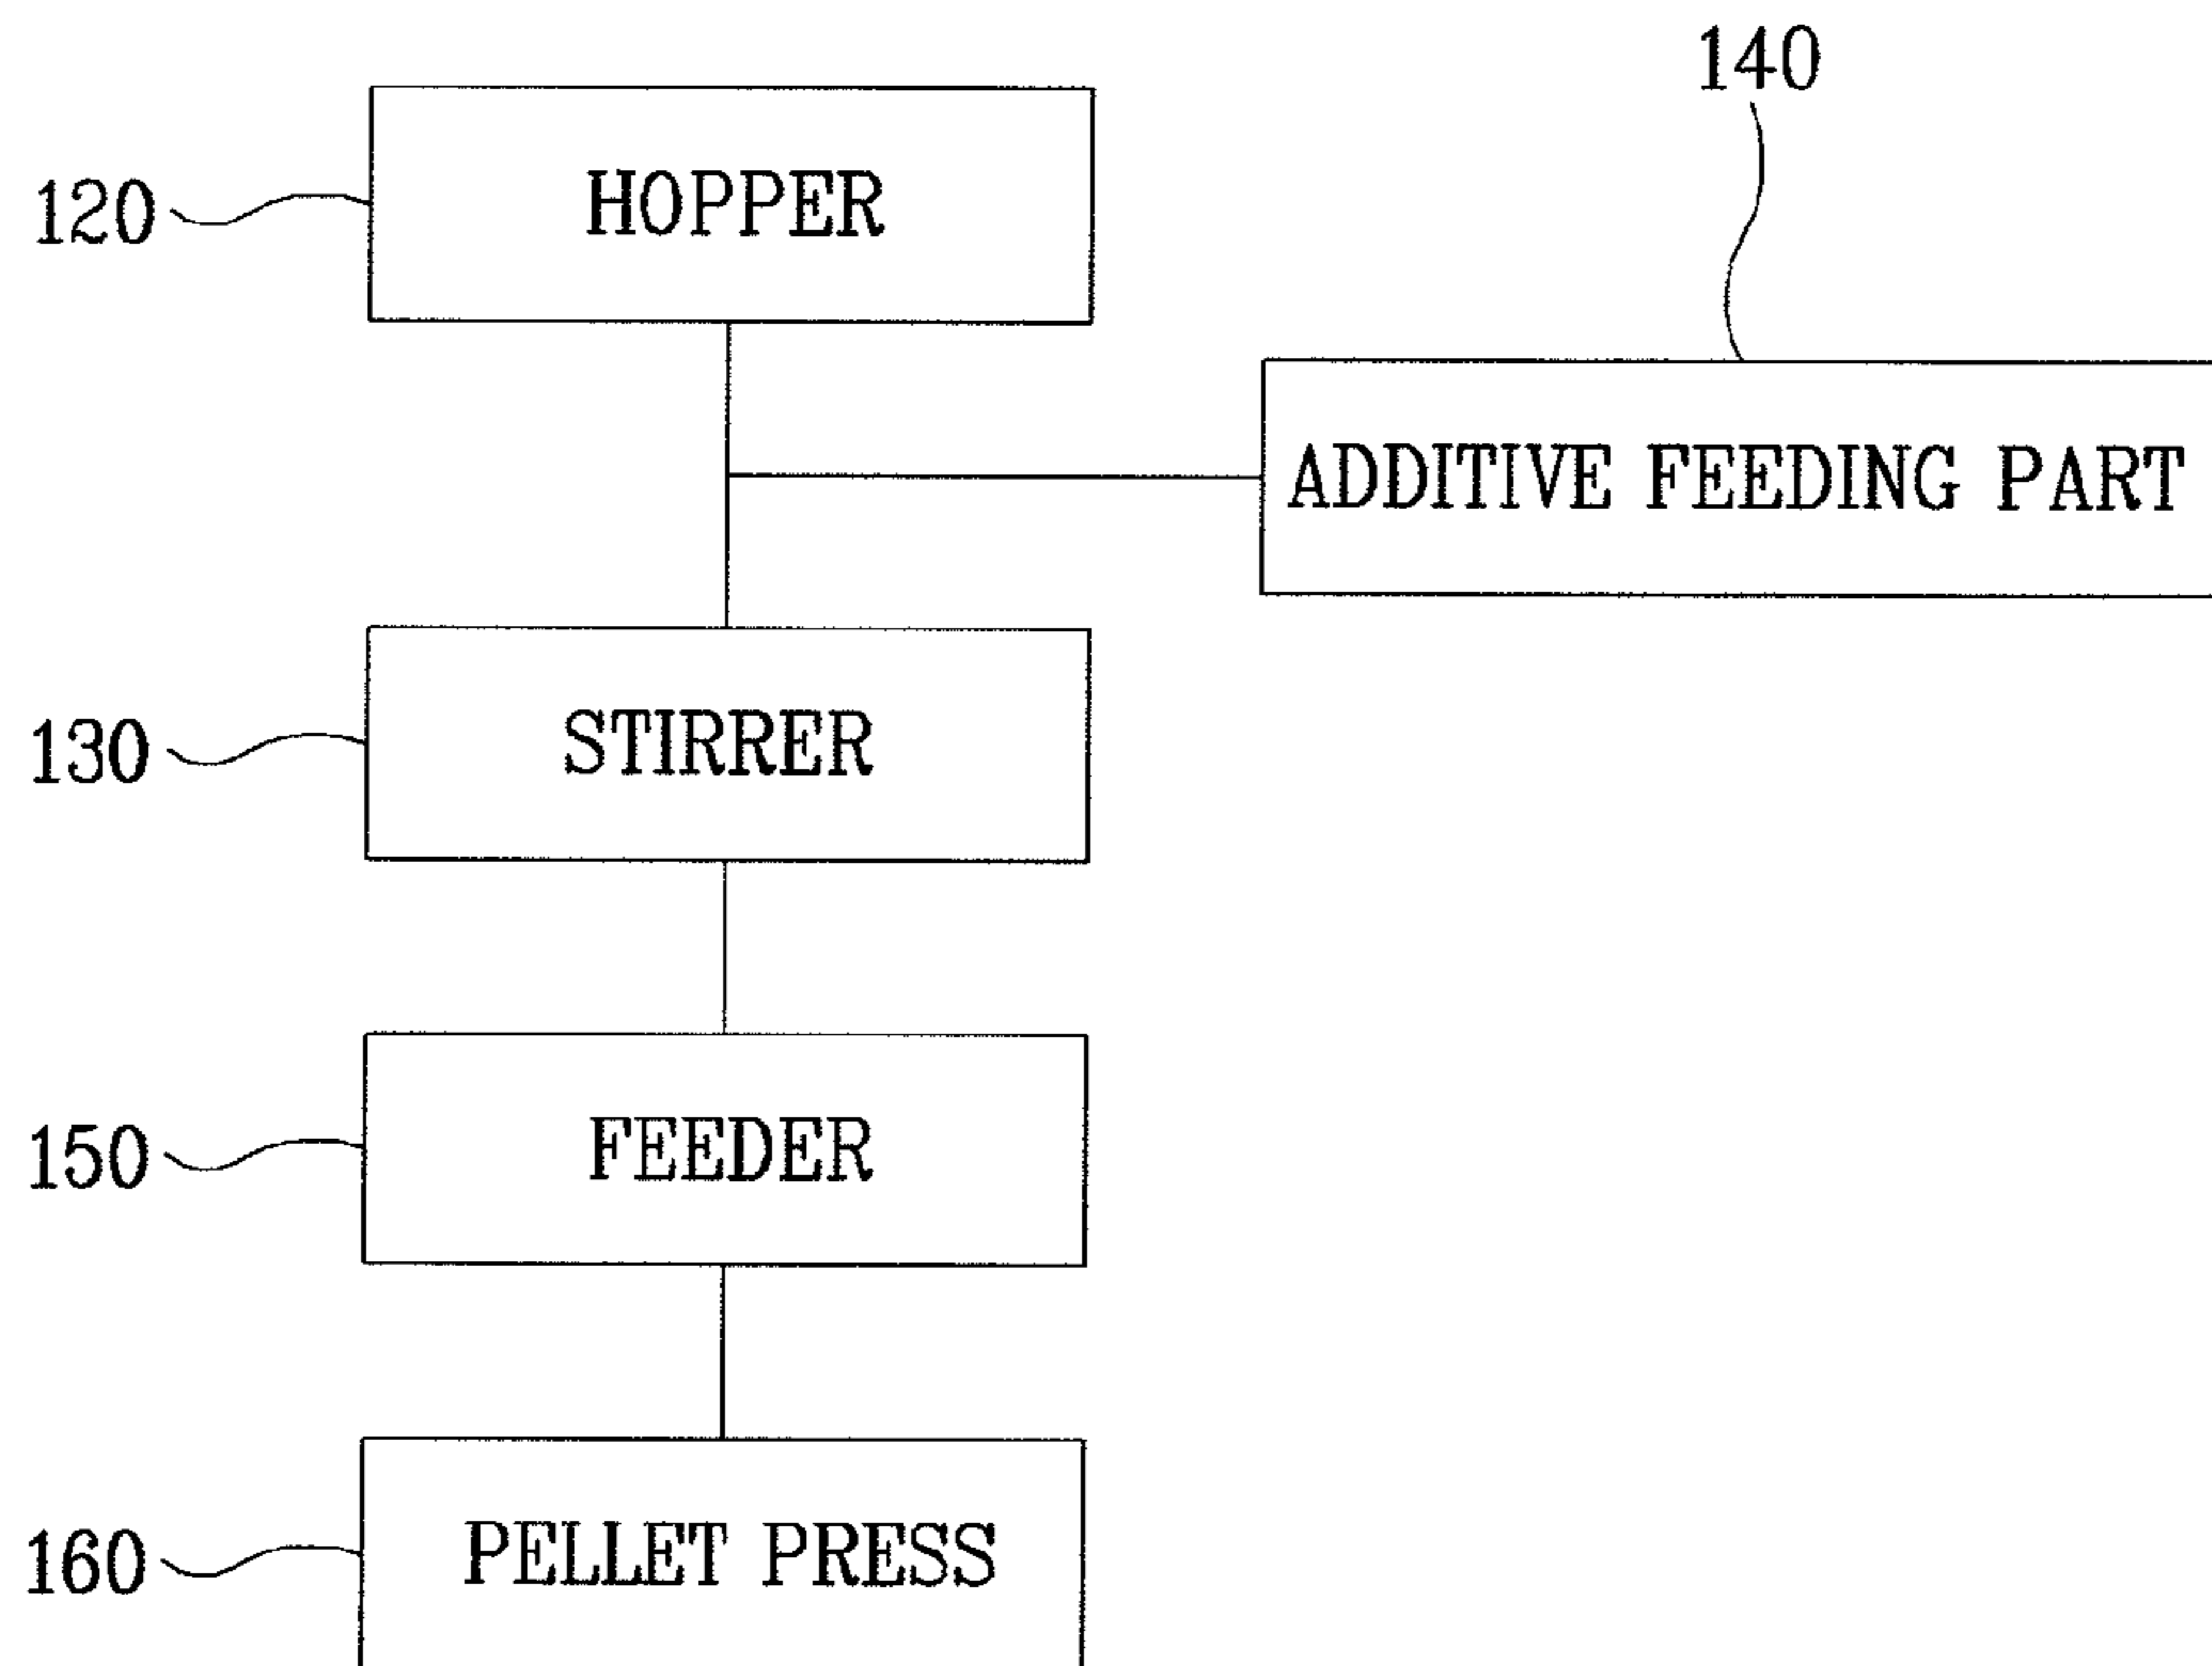 140
120
HOPPER
ADDITIVE FEEDING PART
130
STIRRER
150
FEEDER
160
PELLET PRESS